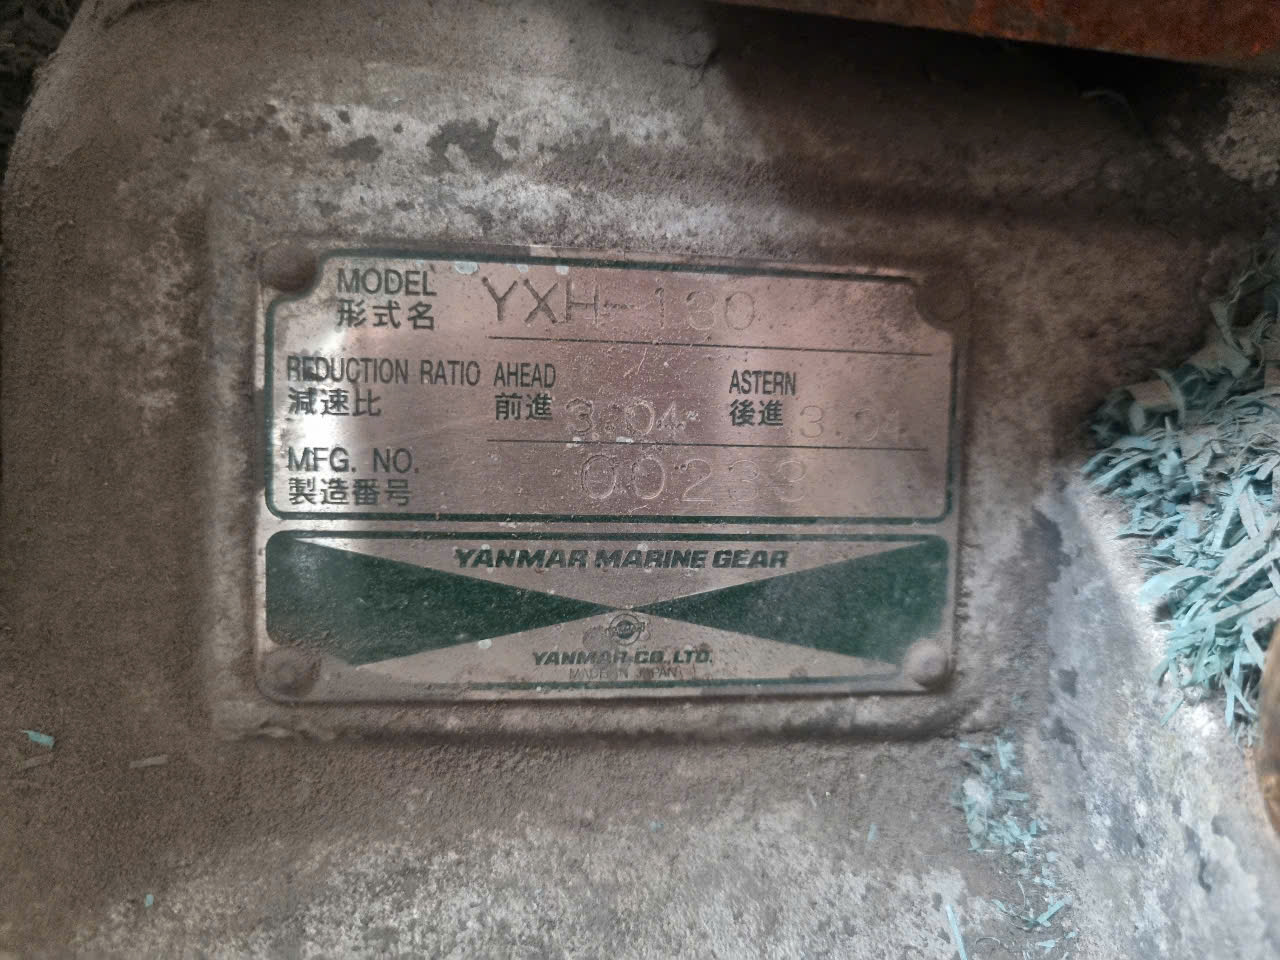 MODEL YXH-130
形式名
REDUCTION RATIO AHEAD ASTERN
減速比 前進 3.04 後進 3.04
MFG. NO. 00233
製造番号
YANMAR MARINE GEAR
YANMAR
YANMAR CO.,LTD.
MADE IN JAPAN